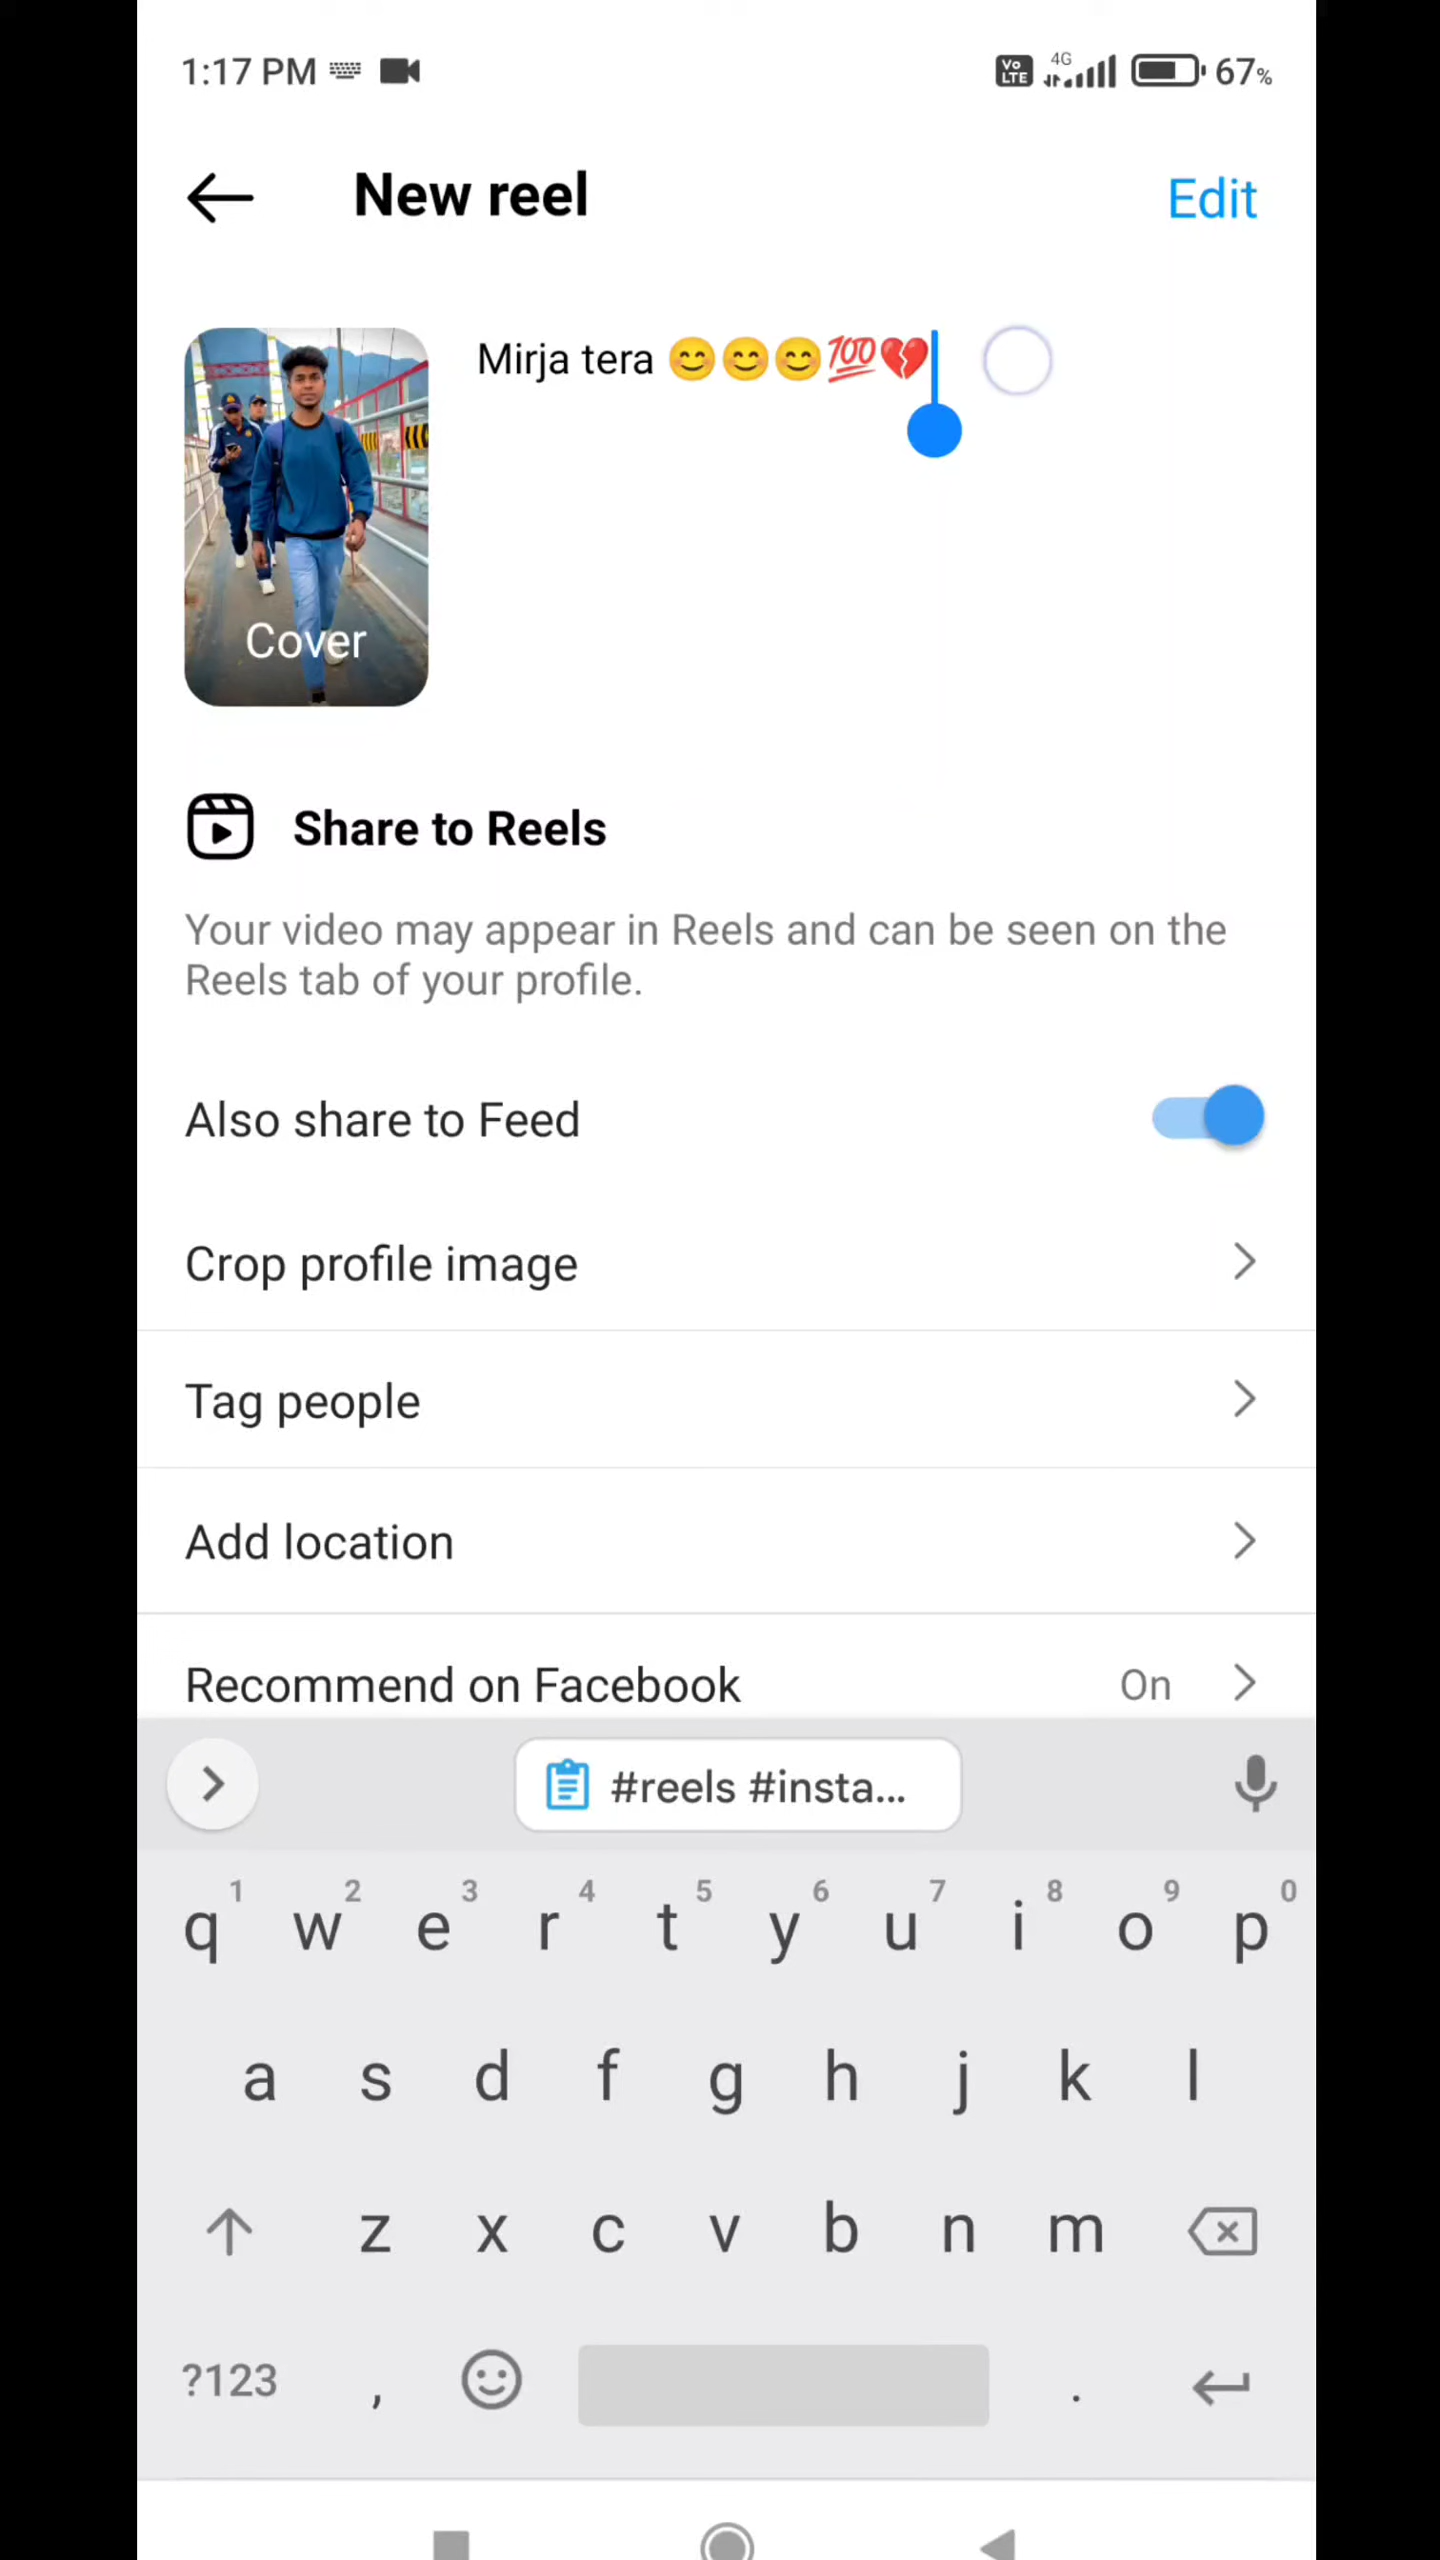 1:17 PM Vo LTE 4G 67%
New reel Edit
Mirja tera 😊😊😊💯💔
Cover
Share to Reels
Your video may appear in Reels and can be seen on the
Reels tab of your profile.
Also share to Feed
Crop profile image
Tag people
Add location
Recommend on Facebook On
#reels #insta...
1 2 3 4 5 6 7 8 9 0
q w e r t y u i o p
a s d f g h j k l
z x c v b n m
?123 , .